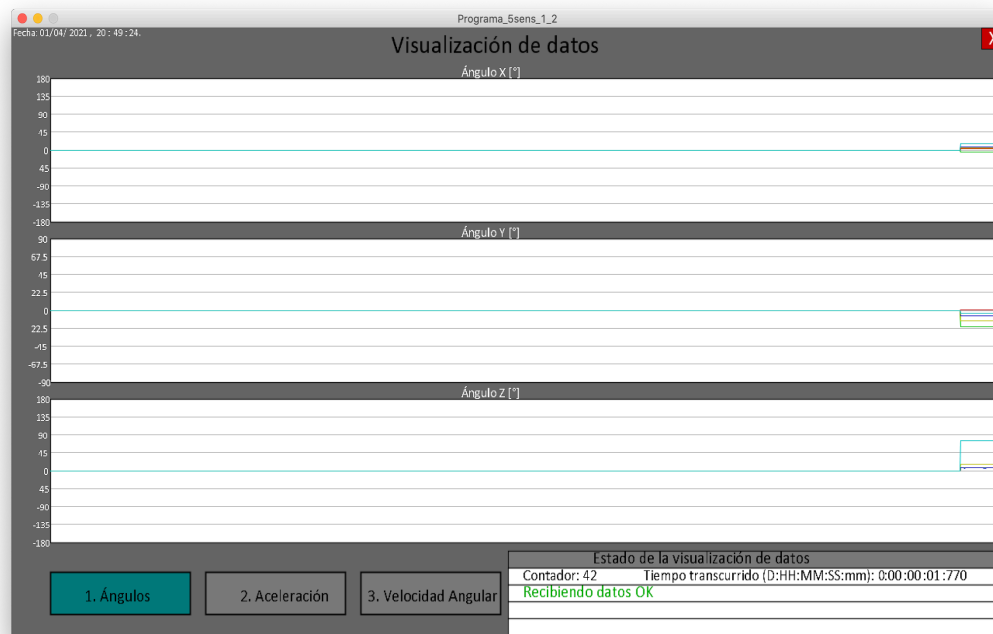 Programa_5sens_1_2
Fecha: 01/04/ 2021 , 20 : 49 : 24.
Visualización de datos
X
Ángulo X [°]
180
135
90
45
0
45
-90
-135
-180
Ángulo Y [°]
90
67.5
45
22.5
0
22.5
-45
-67.5
-90
Ángulo Z [°]
180
135
90
45
0
45
-90
-135
-180
Estado de la visualización de datos
Contador: 42 Tiempo transcurrido (D:HH:MM:SS:mm): 0:00:00:01:770
Recibiendo datos OK
1. Ángulos
2. Aceleración
3. Velocidad Angular